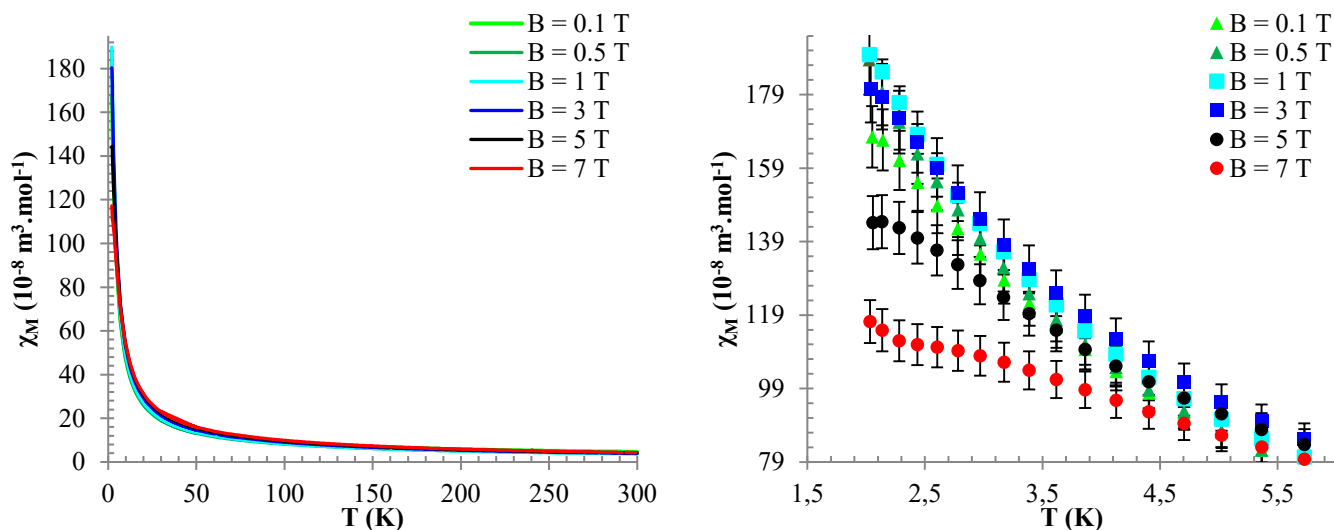 B = 0.1 T
B = 0.5 T
B = 1 T
B = 3 T
B = 5 T
B = 7 T
χM (10-8 m3.mol-1)
180
160
140
120
100
80
60
40
20
0
0 50 100 150 200 250 300
T (K)
B = 0.1 T
B = 0.5 T
B = 1 T
B = 3 T
B = 5 T
B = 7 T
χM (10-8 m3.mol-1)
179
159
139
119
99
79
1,5 2,5 3,5 4,5 5,5
T (K)